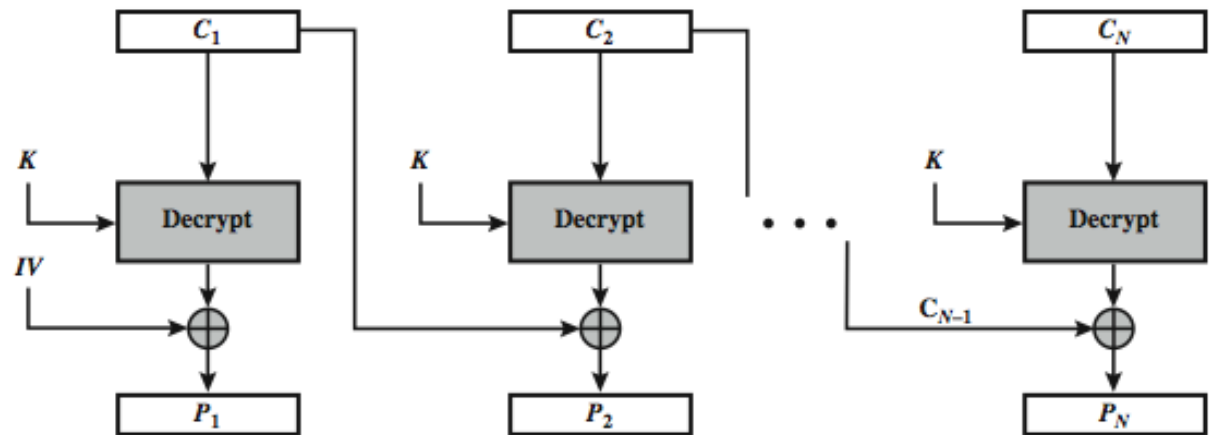 C1 C2 CN
K K K
Decrypt Decrypt Decrypt
IV
CN–1
P1 P2 PN